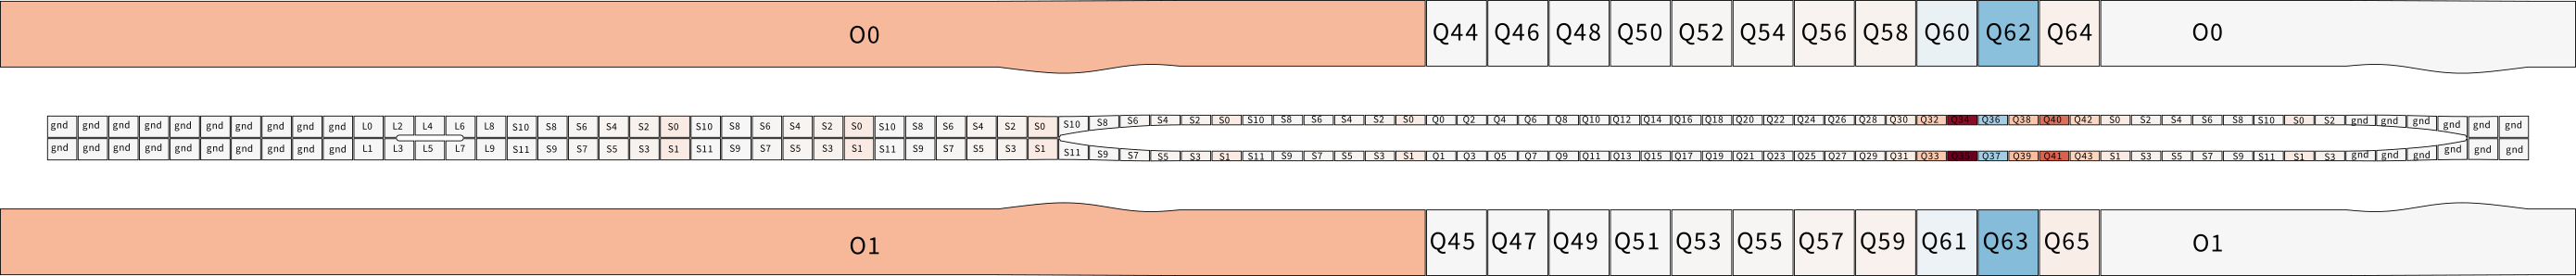 O0 Q44 Q46 Q48 Q50 Q52 Q54 Q56 Q58 Q60 Q62 Q64 O0
gnd gnd gnd gnd gnd gnd gnd gnd gnd gnd L0 L2 L4 L6 L8 S10 S8 S6 S4 S2 S0 S10 S8 S6 S4 S2 S0 S10 S8 S6 S4 S2 S0 S10 S8 S6 S4 S2 S0 S10 S8 S6 S4 S2 S0 Q0 Q2 Q4 Q6 Q8 Q10 Q12 Q14 Q16 Q18 Q20 Q22 Q24 Q26 Q28 Q30 Q32 Q34 Q36 Q38 Q40 Q42 S0 S2 S4 S6 S8 S10 S0 S2 gnd gnd gnd gnd gnd gnd
gnd gnd gnd gnd gnd gnd gnd gnd gnd gnd L1 L3 L5 L7 L9 S11 S9 S7 S5 S3 S1 S11 S9 S7 S5 S3 S1 S11 S9 S7 S5 S3 S1 S11 S9 S7 S5 S3 S1 S11 S9 S7 S5 S3 S1 Q1 Q3 Q5 Q7 Q9 Q11 Q13 Q15 Q17 Q19 Q21 Q23 Q25 Q27 Q29 Q31 Q33 Q35 Q37 Q39 Q41 Q43 S1 S3 S5 S7 S9 S11 S1 S3 gnd gnd gnd gnd gnd gnd
O1 Q45 Q47 Q49 Q51 Q53 Q55 Q57 Q59 Q61 Q63 Q65 O1